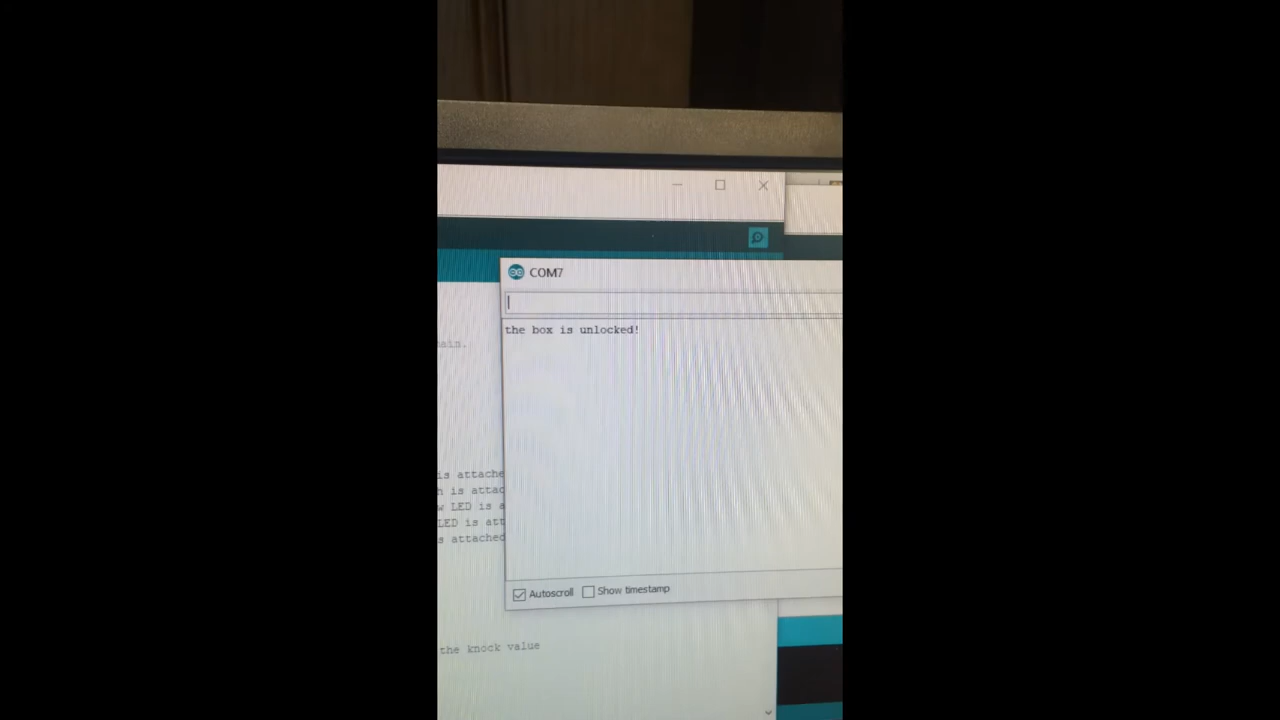 COM7
the box is unlocked!
ain.
is attache
h is attac
w LED is a
LED is att
s attached
Autoscroll
Show timestamp
the knock value